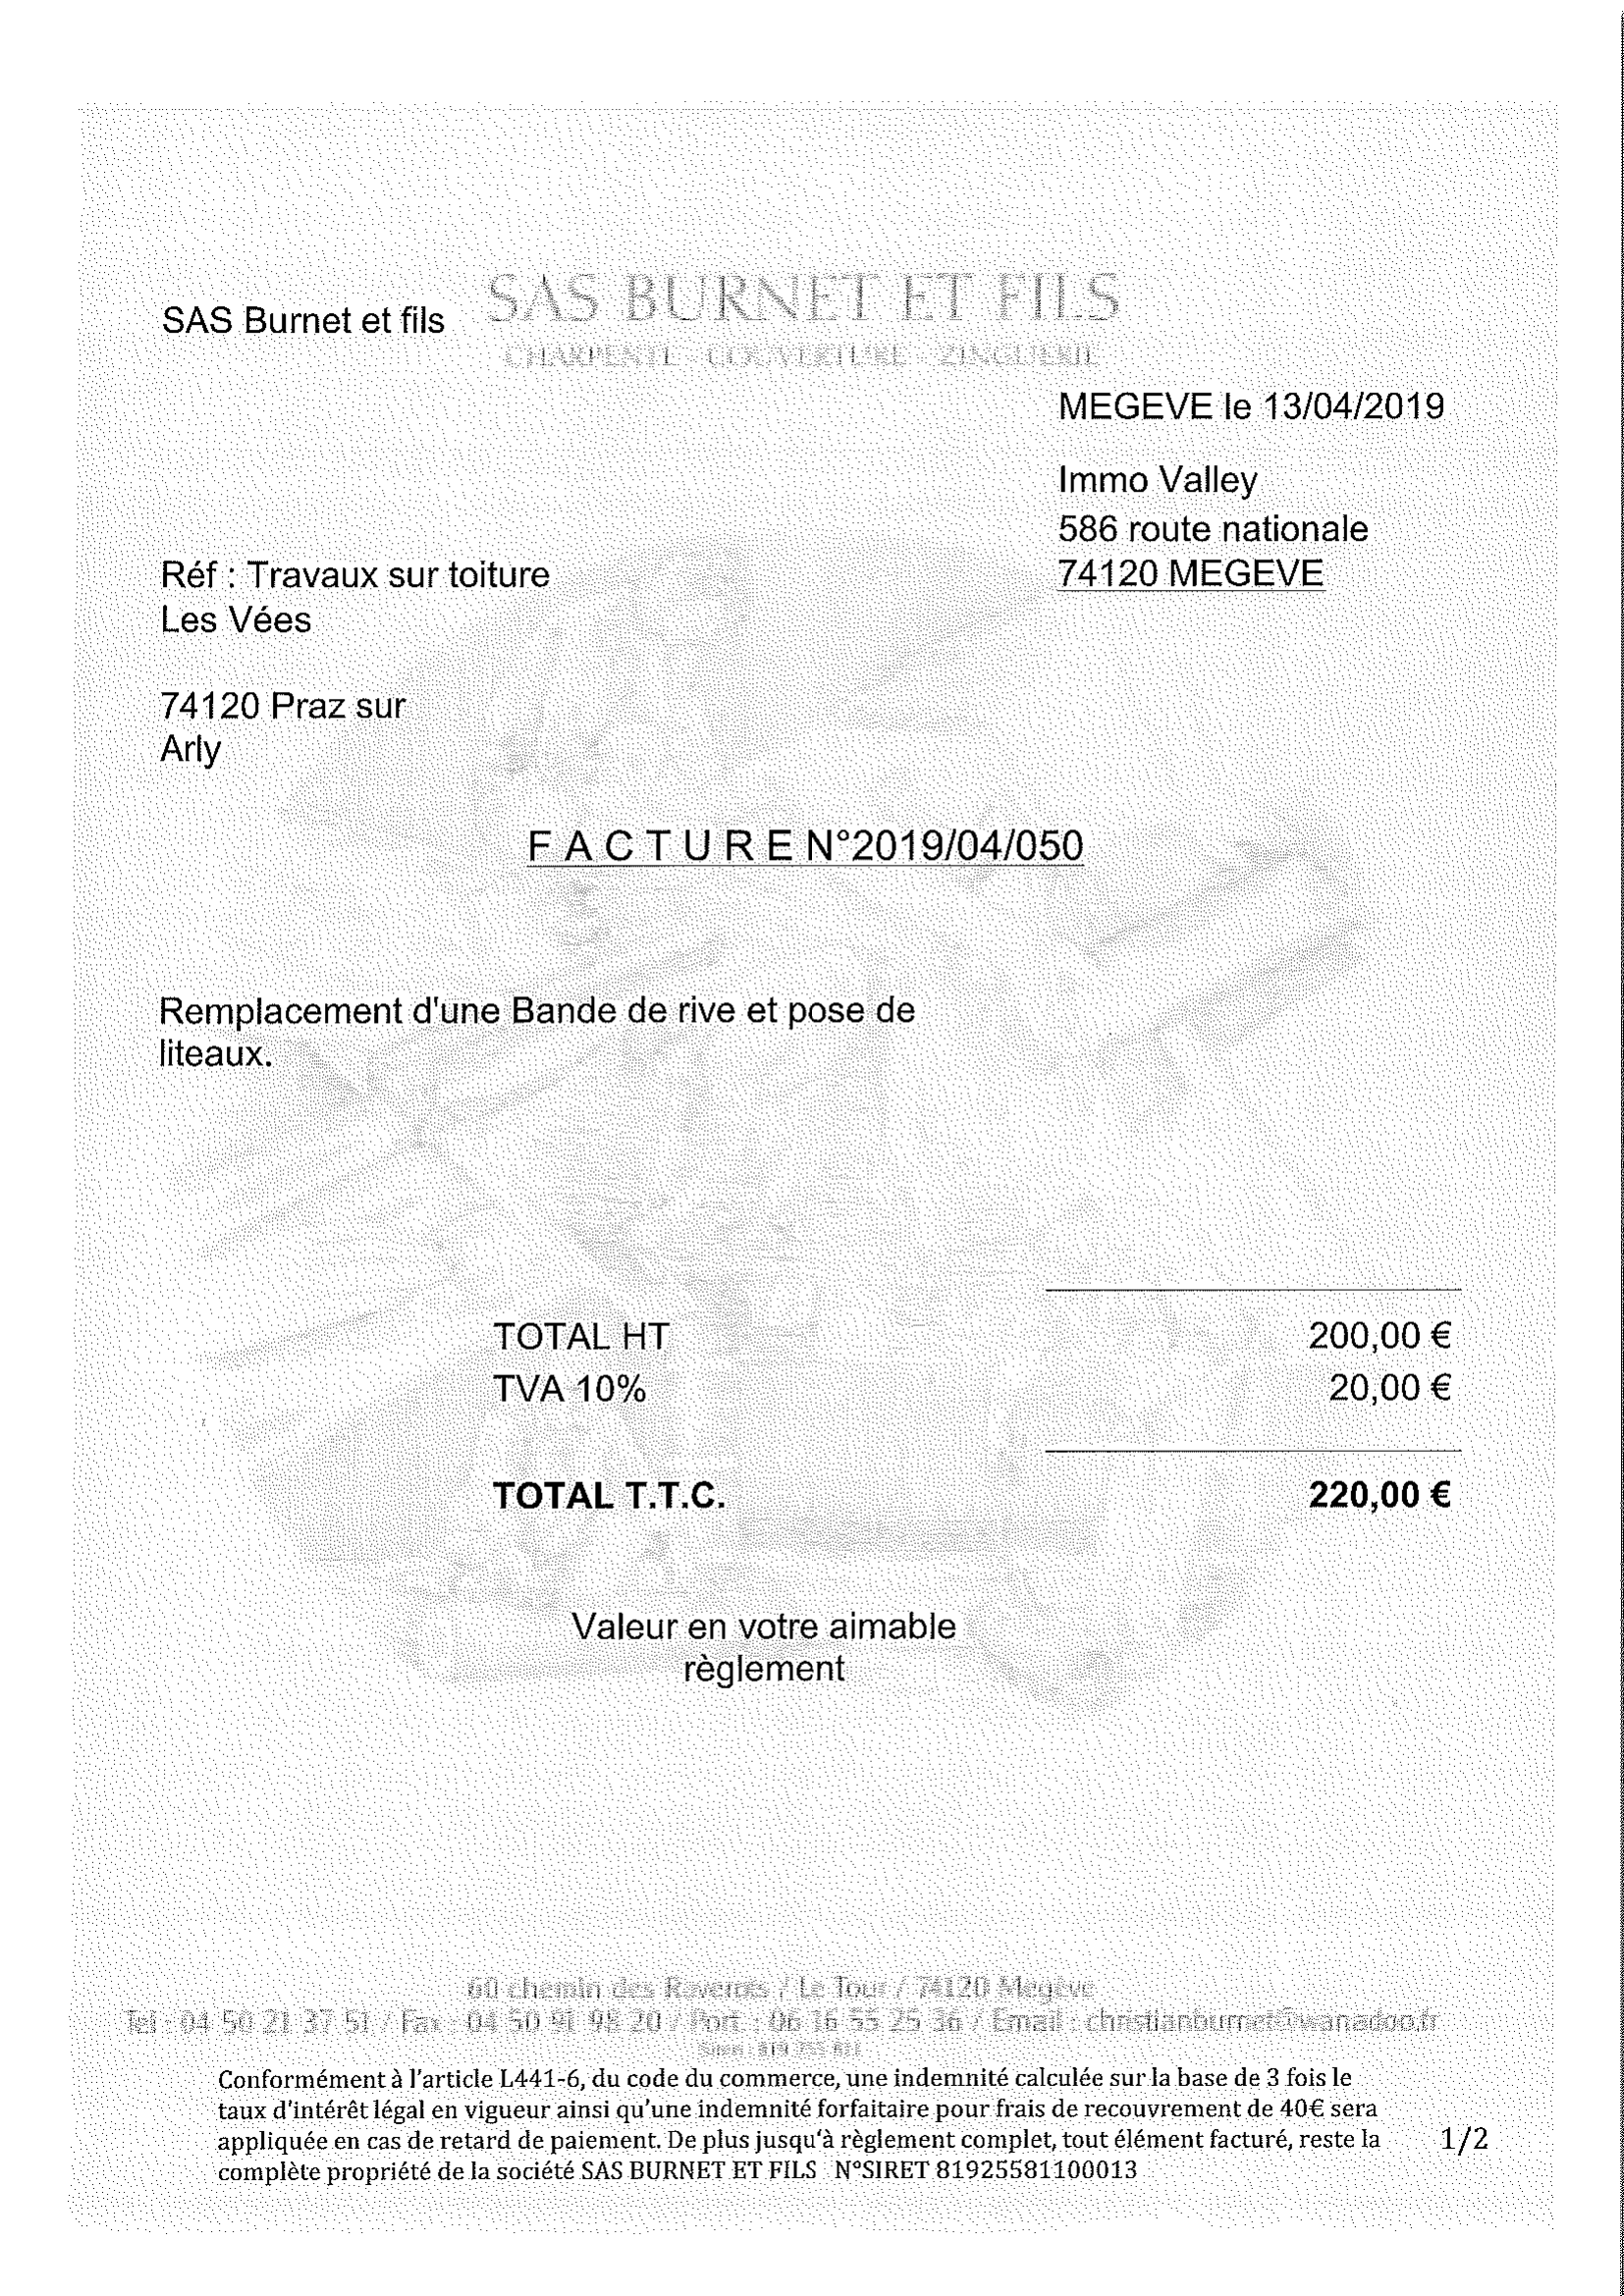 SAS BURNET ET FILS
SAS Burnet et fils
CHARPENTE - COUVERTURE - ZINGUERIE
MEGEVE le 13/04/2019
Immo Valley
586 route nationale
74120 MEGEVE
Réf : Travaux sur toiture
Les Vées
74120 Praz sur
Arly
F A C T U R E N°2019/04/050
Remplacement d'une Bande de rive et pose de
liteaux.
TOTAL HT 200,00 €
TVA 10% 20,00 €
TOTAL T.T.C. 220,00 €
Valeur en votre aimable
règlement
60 chemin des / Le Tour / 74120 Megève
Tel : 04 50 21 37 51 / Fax : 04 50 91 98 20 / Port. : 06 16 55 25 36 / Email : christianburnet@wanadoo.fr
Siren : 819 255 811
Conformément à l'article L441-6, du code du commerce, une indemnité calculée sur la base de 3 fois le
taux d'intérêt légal en vigueur ainsi qu'une indemnité forfaitaire pour frais de recouvrement de 40€ sera
appliquée en cas de retard de paiement. De plus jusqu'à règlement complet, tout élément facturé, reste la
complète propriété de la société SAS BURNET ET FILS N°SIRET 81925581100013
1/2